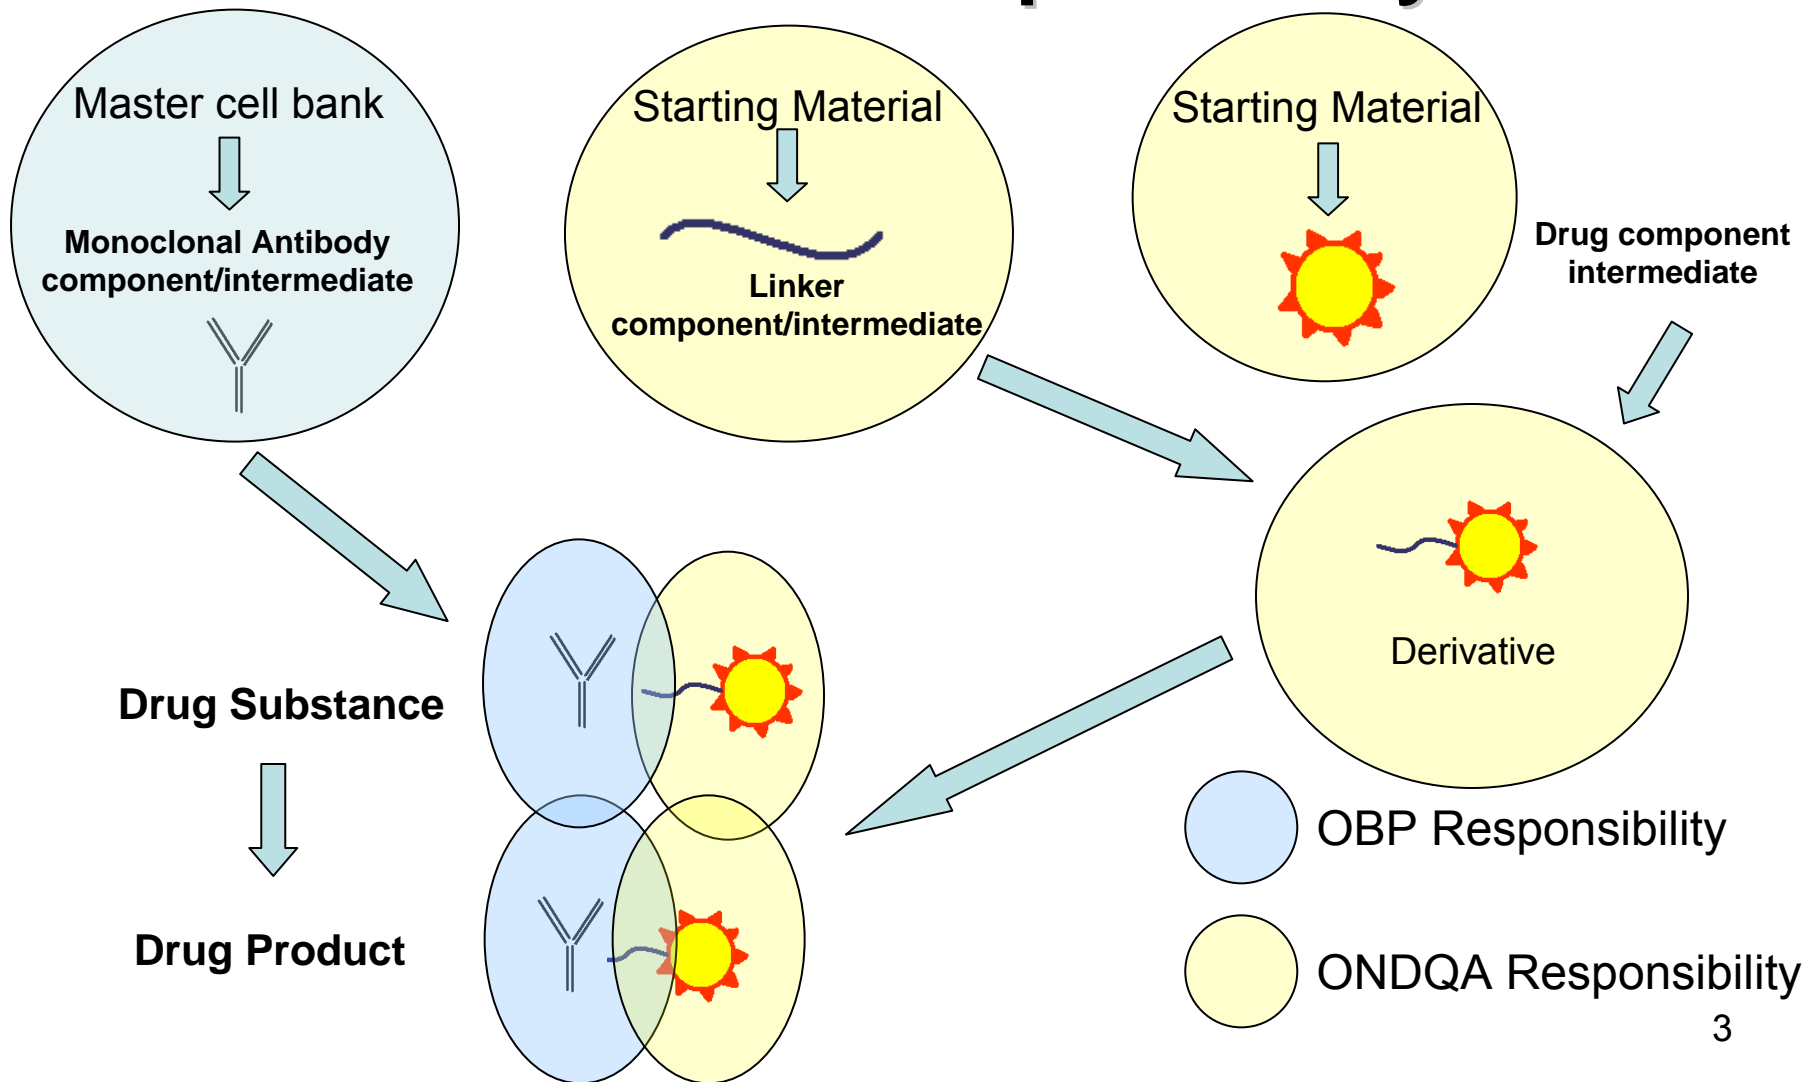 Master cell bank
Monoclonal Antibody
component/intermediate
Starting Material
Linker
component/intermediate
Starting Material
Drug component
intermediate
Derivative
Drug Substance
Drug Product
OBP Responsibility
ONDQA Responsibility
3